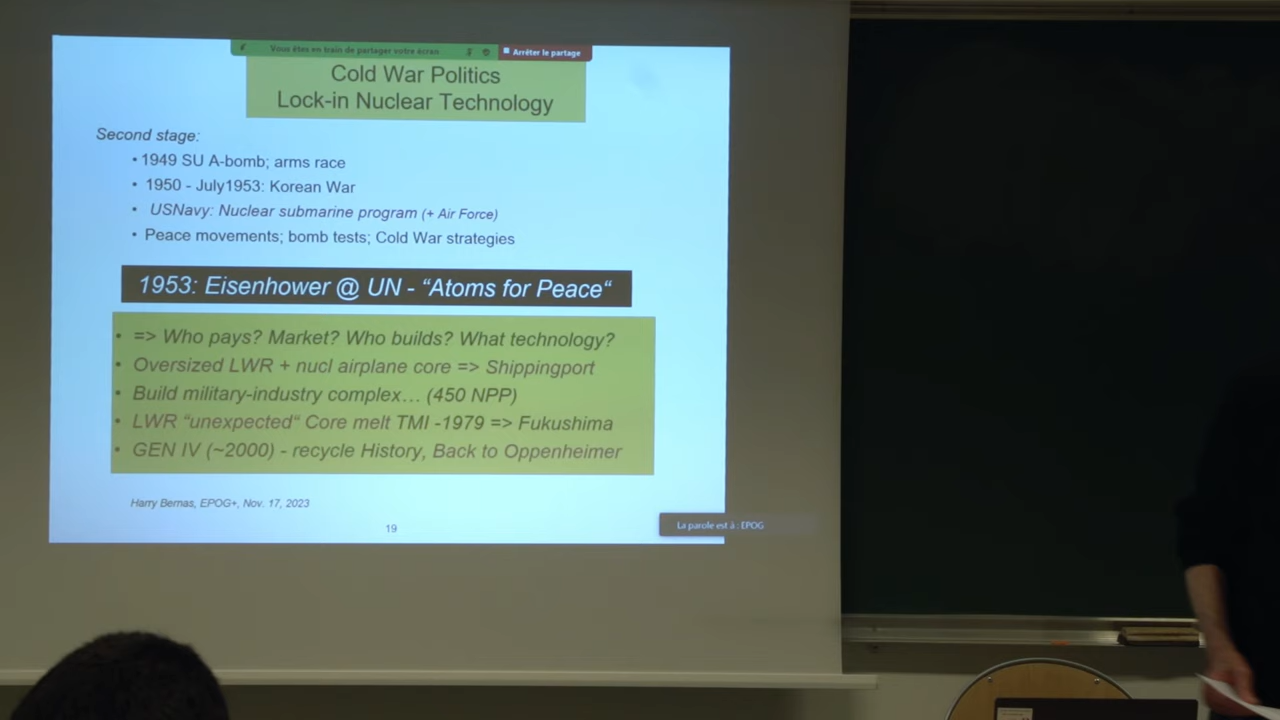 Vous êtes en train de partager votre écran
Arrêter le partage
Cold War Politics
Lock-in Nuclear Technology
Second stage:
• 1949 SU A-bomb; arms race
• 1950 - July1953: Korean War
• USNavy: Nuclear submarine program (+ Air Force)
• Peace movements; bomb tests; Cold War strategies
1953: Eisenhower @ UN - “Atoms for Peace“
• => Who pays? Market? Who builds? What technology?
• Oversized LWR + nucl airplane core => Shippingport
• Build military-industry complex… (450 NPP)
• LWR “unexpected“ Core melt TMI -1979 => Fukushima
• GEN IV (~2000) - recycle History, Back to Oppenheimer
Harry Bernas, EPOG+, Nov. 17, 2023
19
La parole est à : EPOG